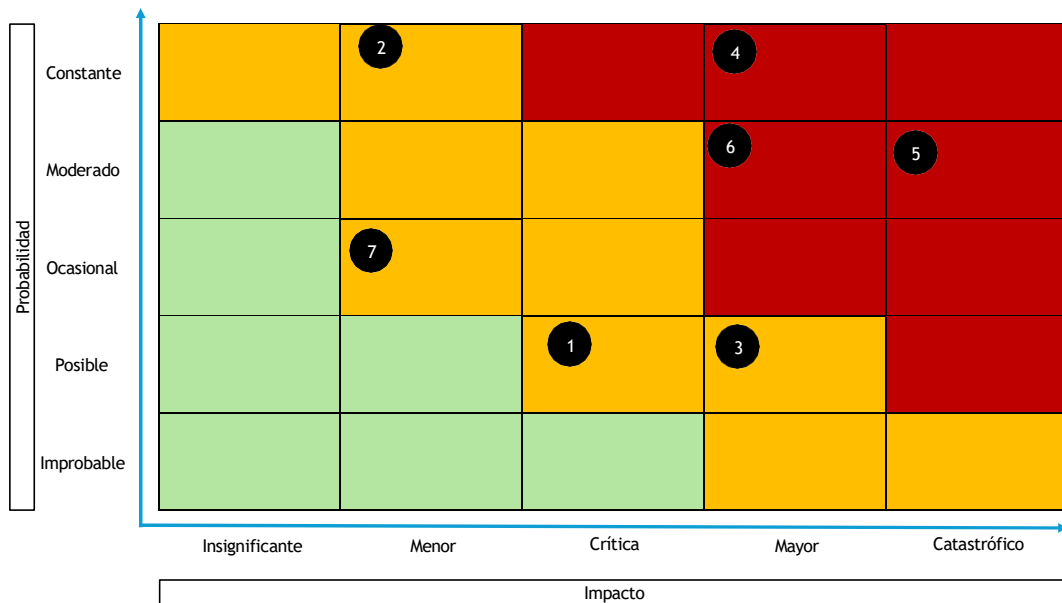 Probabilidad
Constante
2
4
Moderado
6
5
Ocasional
7
Posible
1
3
Improbable
Insignificante
Menor
Crítica
Mayor
Catastrófico
Impacto